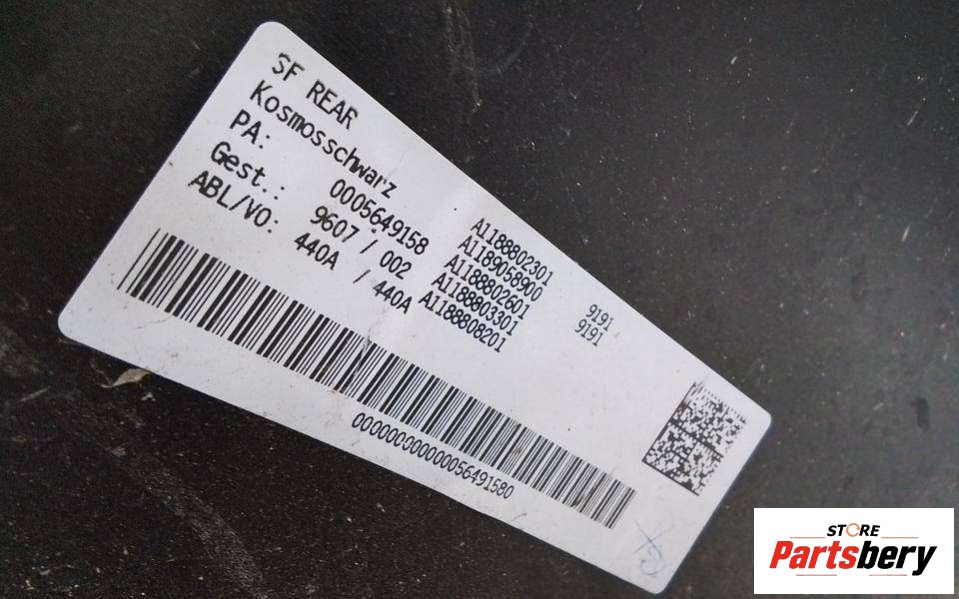 SF REAR
Kosmosschwarz
PA: 0005649158
Gest.: 9607 / 002
ABL/VO: 440A / 440A
A1188802301
A1189058900
A1188802601 9191
A1188803301 9191
A1188808201
00000000000056491580
STORE
Partsbery